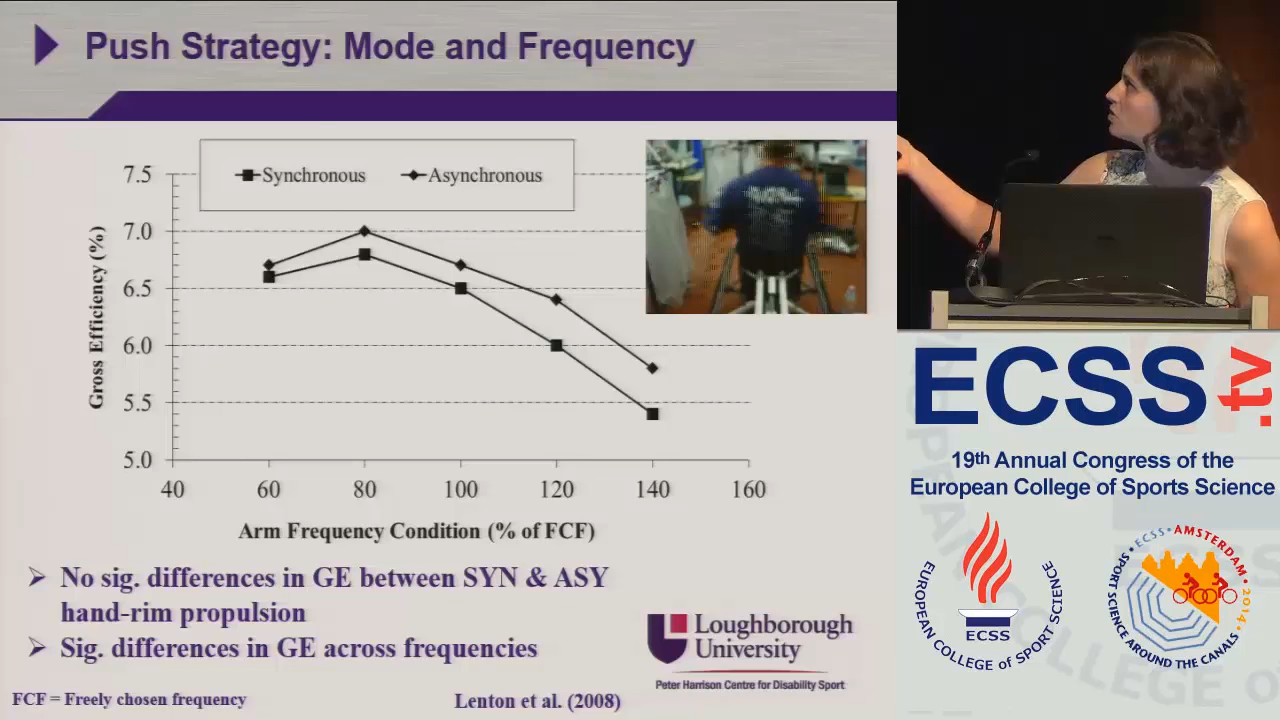 Push Strategy: Mode and Frequency
Synchronous
Asynchronous
7.5
7.0
6.5
6.0
5.5
5.0
Gross Efficiency (%)
40 60 80 100 120 140 160
Arm Frequency Condition (% of FCF)
No sig. differences in GE between SYN & ASY
hand-rim propulsion
Sig. differences in GE across frequencies
FCF = Freely chosen frequency
Lenton et al. (2008)
Loughborough
University
Peter Harrison Centre for Disability Sport
ECSS.tv
19th Annual Congress of the
European College of Sports Science
EUROPEAN COLLEGE OF SPORT SCIENCE
ECSS
• ECSS • AMSTERDAM • 2014 •
SPORT SCIENCE AROUND THE CANALS